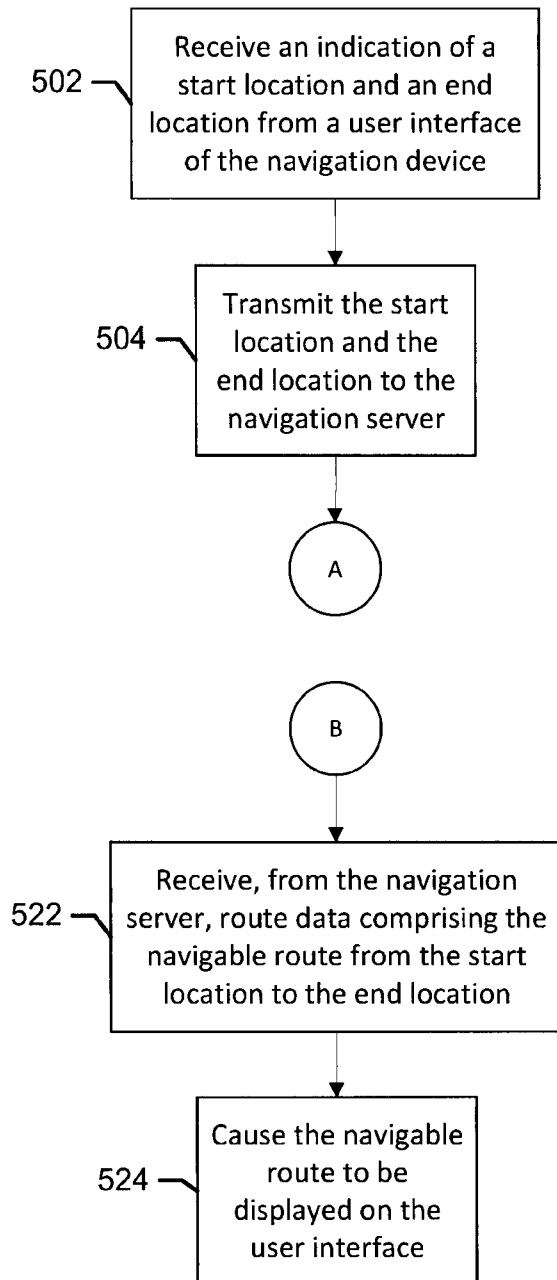 Receive an indication of a
502
start location and an end
location from a user interface
of the navigation device
Transmit the start
504
location and the
end location to the
navigation server
A
B
Receive, from the navigation
522
server, route data comprising the
navigable route from the start
location to the end location
Cause the navigable
524
route to be
displayed on the
user interface